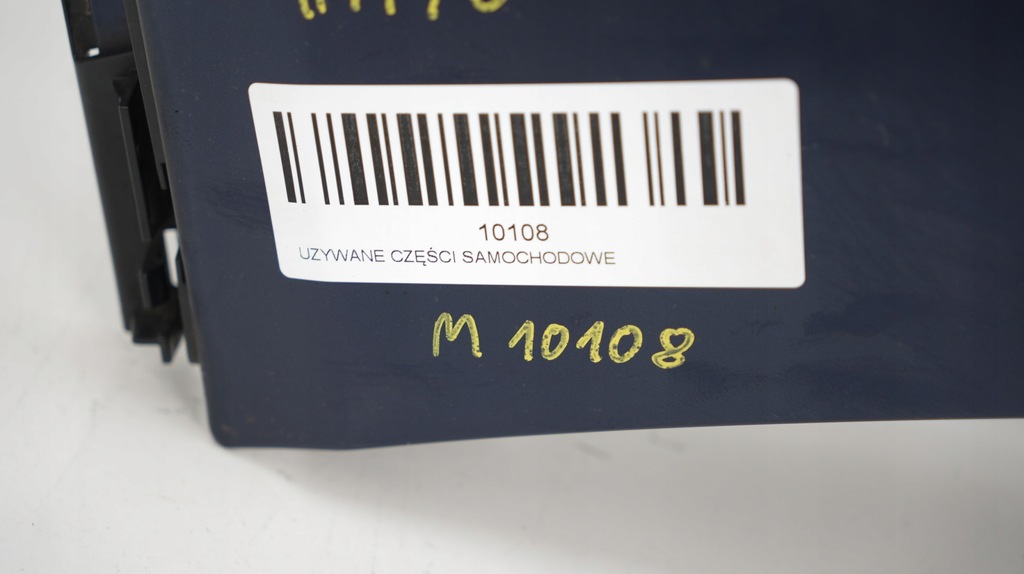 10108
UZYWANE CZĘŚCI SAMOCHODOWE
M 10108